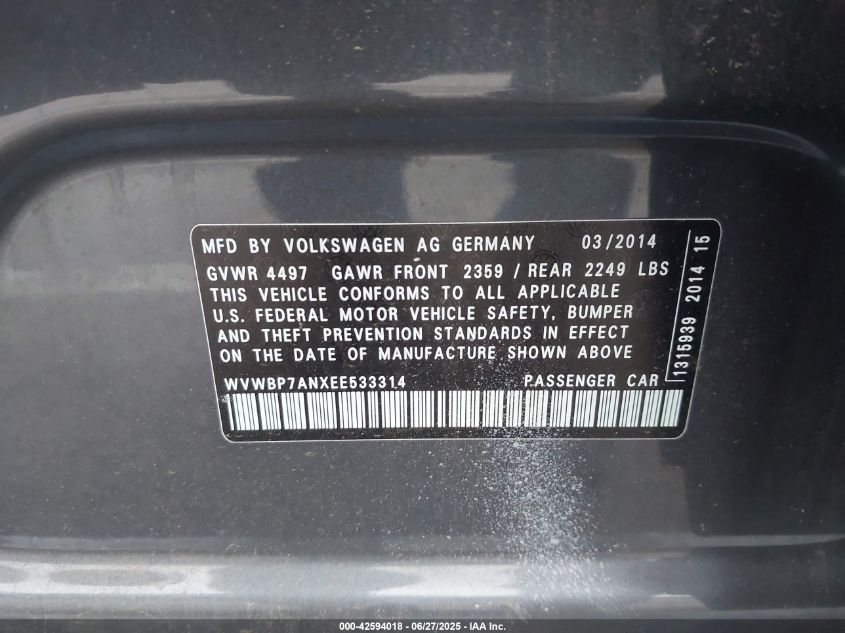 MFD BY VOLKSWAGEN AG GERMANY 03/2014
GVWR 4497 GAWR FRONT 2359 / REAR 2249 LBS
THIS VEHICLE CONFORMS TO ALL APPLICABLE
U.S. FEDERAL MOTOR VEHICLE SAFETY, BUMPER
AND THEFT PREVENTION STANDARDS IN EFFECT
ON THE DATE OF MANUFACTURE SHOWN ABOVE
WVWBP7ANXEE533314 PASSENGER CAR
1315939 2014 15
000-42594018 - 06/27/2025 - IAA Inc.